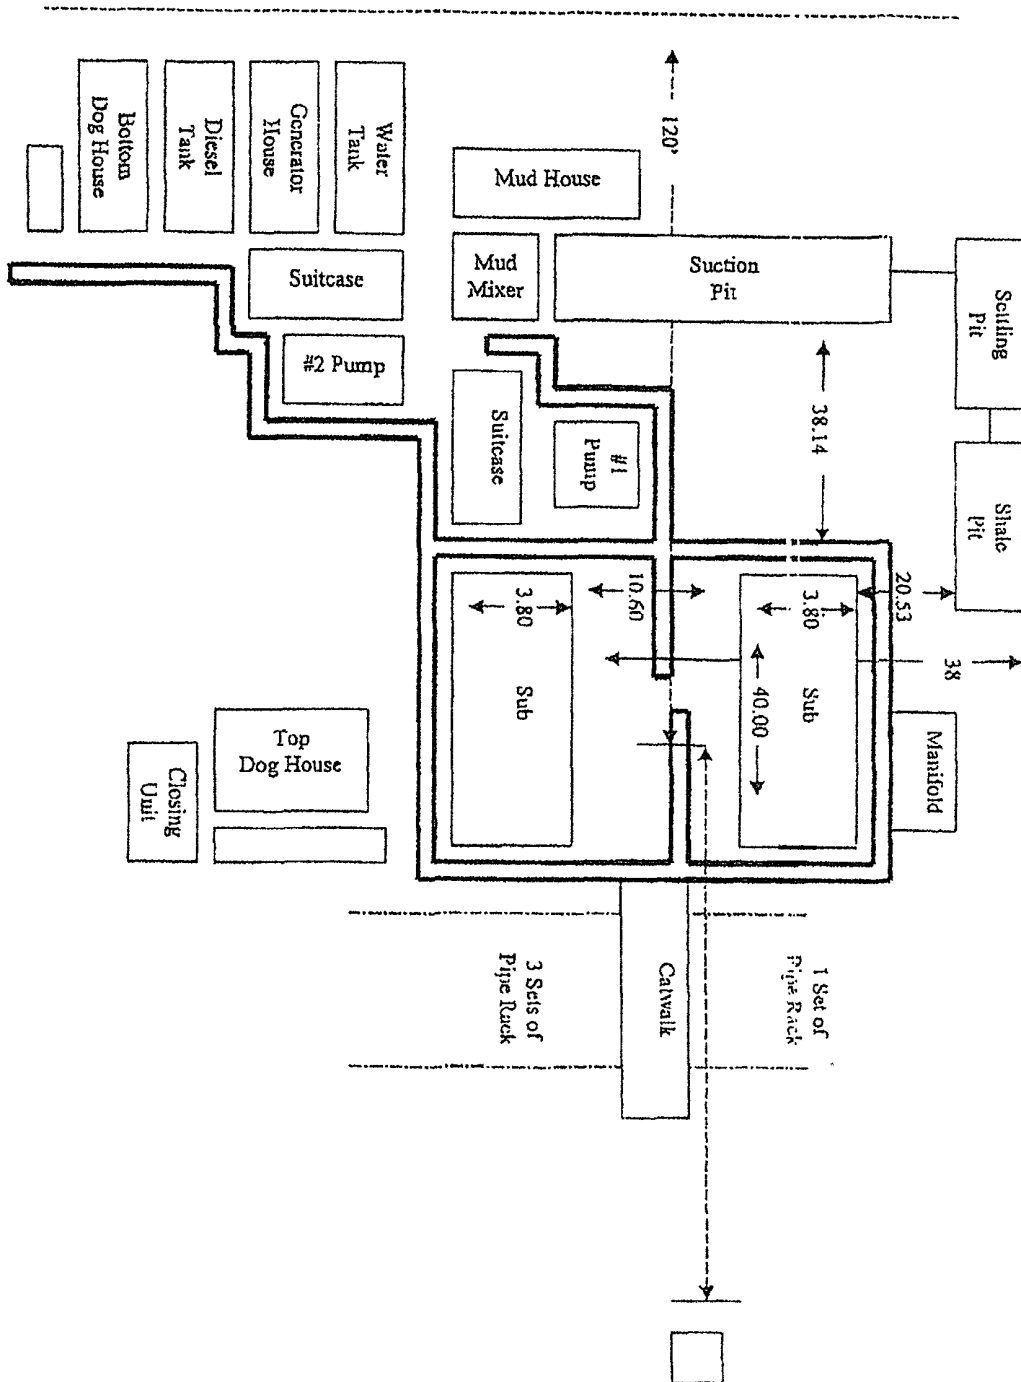 Bottom
Dog House
Diesel
Tank
Generator
House
Water
Tank
120'
Mud House
Suitcase
Mud
Mixer
Suction
Pit
Settling
Pit
#2 Pump
38.14
Suitcase
#1
Pump
Shale
Pit
3.80
10.60
3.80
20.53
38
Sub
40.00
Sub
Manifold
Top
Dog House
Closing
Unit
3 Sets of
Pipe Rack
Catwalk
1 Set of
Pipe Rack